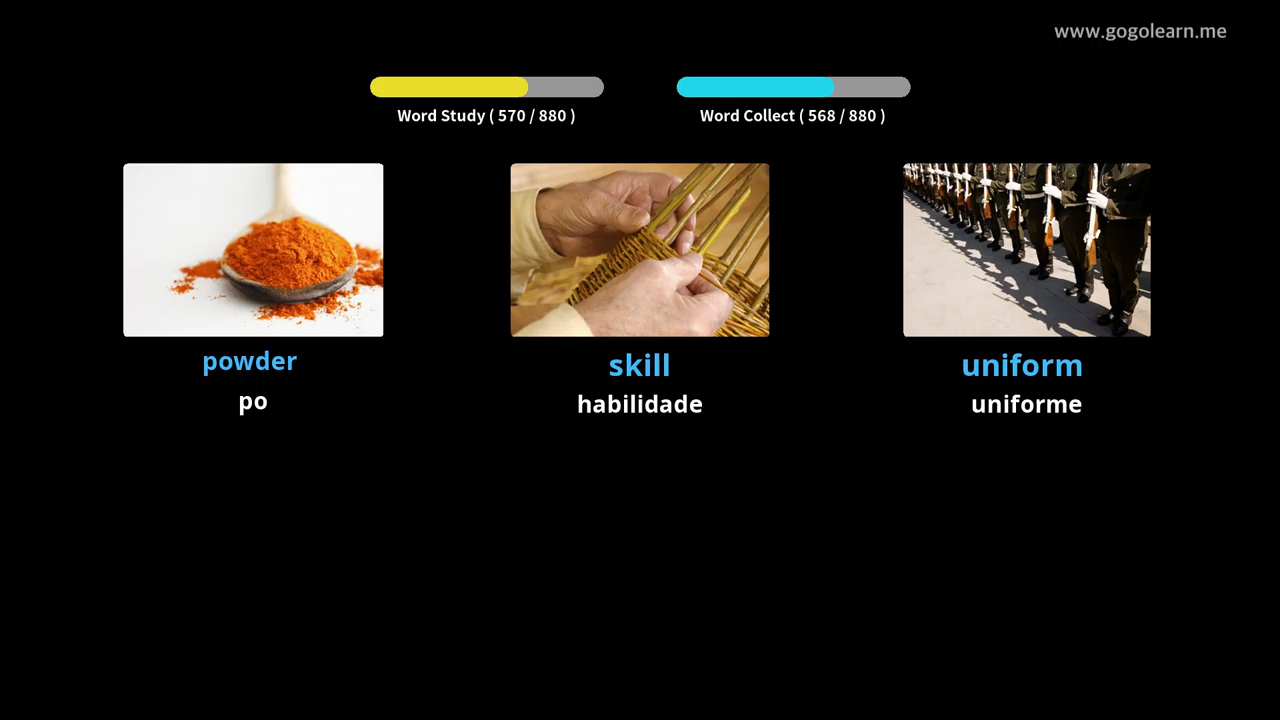 www.gogolearn.me
Word Study ( 570 / 880 )
Word Collect ( 568 / 880 )
powder
po
skill
habilidade
uniform
uniforme